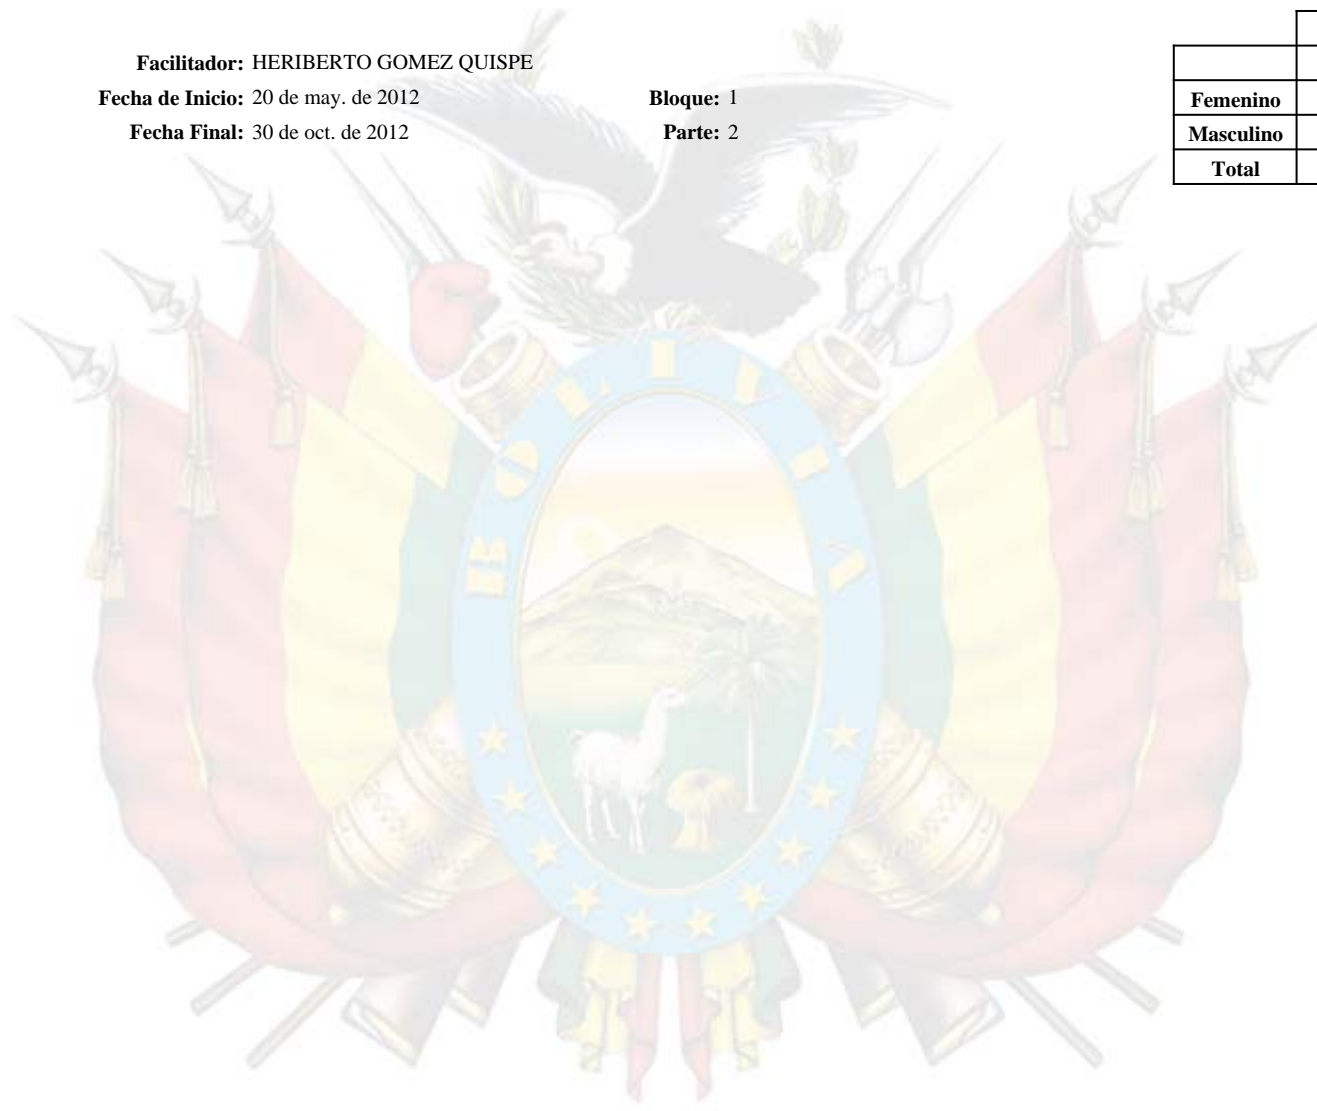 Facilitador: HERIBERTO GOMEZ QUISPE
Fecha de Inicio: 20 de may. de 2012 Bloque: 1
Fecha Final: 30 de oct. de 2012 Parte: 2
Femenino
Masculino
Total
BOLIVIA